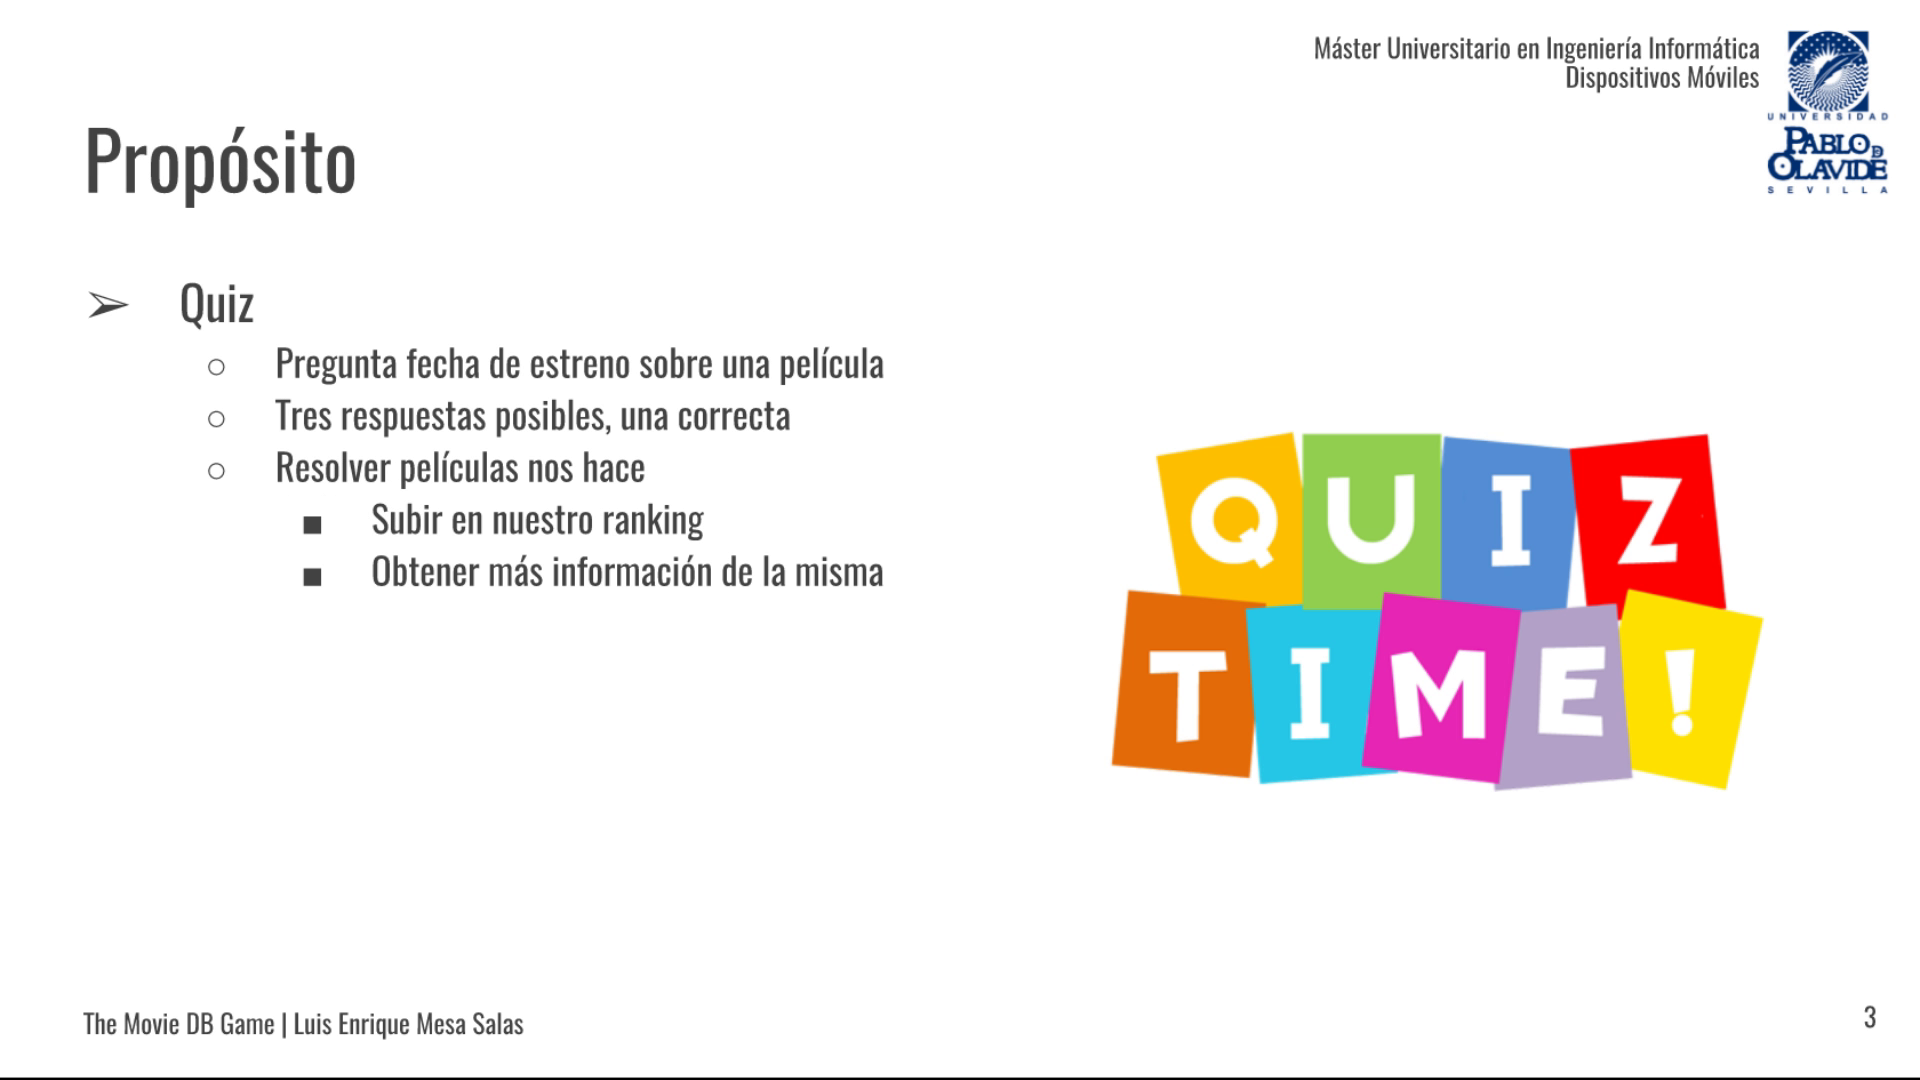 Máster Universitario en Ingeniería Informática
Dispositivos Móviles
UNIVERSIDAD
PABLO DE
OLAVIDE
SEVILLA
Propósito
➢ Quiz
○ Pregunta fecha de estreno sobre una película
○ Tres respuestas posibles, una correcta
○ Resolver películas nos hace
■ Subir en nuestro ranking
■ Obtener más información de la misma
QUIZ
TIME!
The Movie DB Game | Luis Enrique Mesa Salas
3